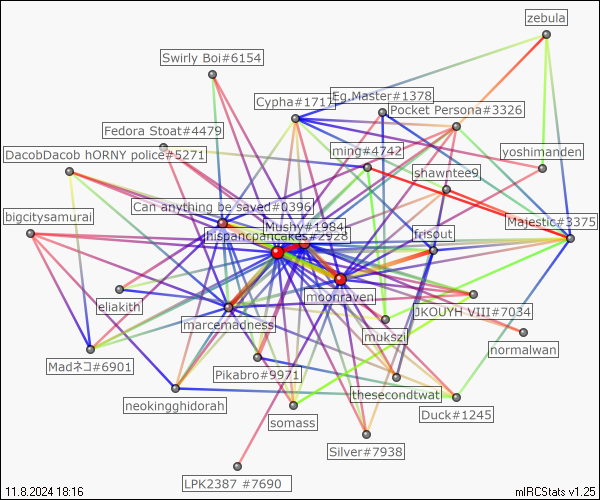 zebula
Swirly Boi#6154
Eg.Master#1378
Cypha#1717
Pocket Persona#3326
Fedora Stoat#4479
ming#4742
yoshimanden
DacobDacob hORNY police#5271
shawntee9
Can anything be saved#0396
bigcitysamurai
Mushy#1984
Majestic#3375
hispanicpancakes#2928
frisout
moonraven
eliakith
JKOUYH VIII#7034
marcemadness
mukszi
normalwan
Madネコ#6901
Pikabro#9971
thesecondtwat
neokingghidorah
Duck#1245
somass
Silver#7938
LPK2387 #7690
11.8.2024 18:16
mIRCStats v1.25